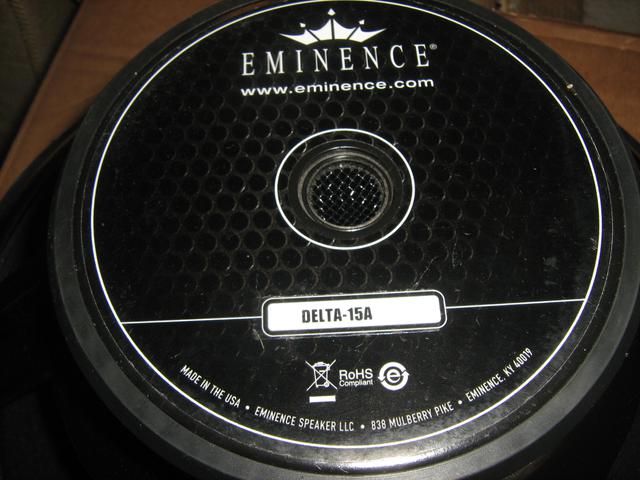 EMINENCE®
www.eminence.com
DELTA-15A
RoHS
Compliant
e
MADE IN THE USA • EMINENCE SPEAKER LLC • 838 MULBERRY PIKE • EMINENCE, KY 40019